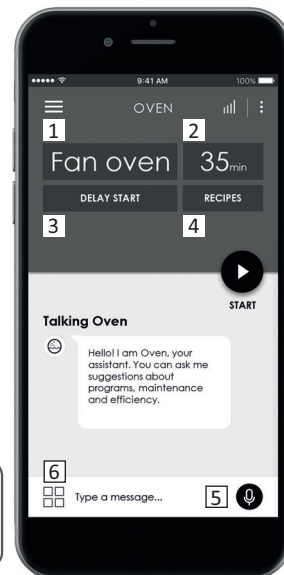 9:41 AM 100%
OVEN
1 2
Fan oven 35min
DELAY START RECIPES
3 4
START
Talking Oven
Hello! I am Oven, your
assistant. You can ask me
suggestions about
programs, maintenance
and efficiency.
6
Type a message... 5